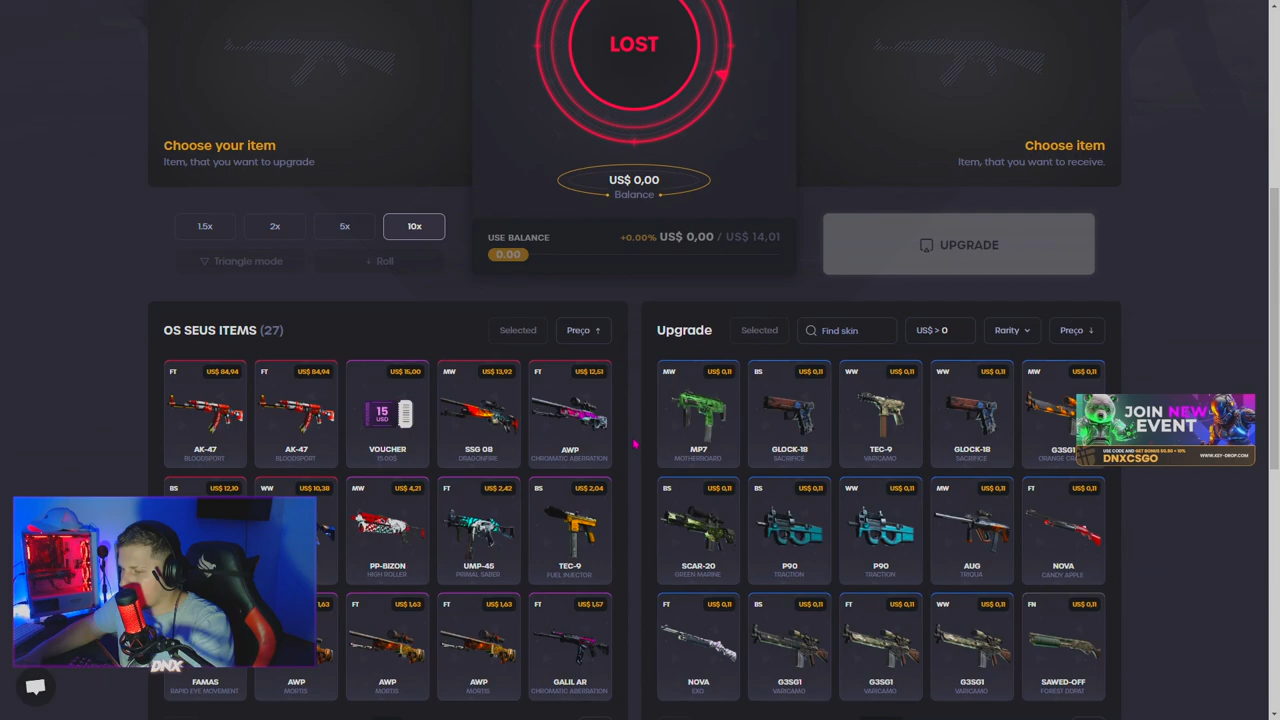 LOST
Choose your item
Item, that you want to upgrade
Choose item
Item, that you want to receive.
US$ 0,00
Balance
1.5x
2x
5x
10x
Triangle mode
Roll
USE BALANCE
+0.00% US$ 0,00 / US$ 14,01
0.00
UPGRADE
OS SEUS ITEMS (27)
Selected
Preço ↑
Upgrade
Selected
Find skin
US$ > 0
Rarity
Preço ↓
FT US$ 84,94
AK-47
BLOODSPORT
FT US$ 84,94
AK-47
BLOODSPORT
US$ 15,00
15
USD
VOUCHER
15.00$
MW US$ 13,92
SSG 08
DRAGONFIRE
FT US$ 12,51
AWP
CHROMATIC ABERRATION
MW US$ 0,11
MP7
MOTHERBOARD
BS US$ 0,11
GLOCK-18
SACRIFICE
WW US$ 0,11
TEC-9
VARICAMO
WW US$ 0,11
GLOCK-18
SACRIFICE
MW US$ 0,11
G3SG1
JOIN NEW
EVENT
DNXCSGO
WWW.KEY-DROP.COM
BS US$ 12,10
WW US$ 10,38
MW US$ 4,21
PP-BIZON
HIGH ROLLER
FT US$ 2,42
UMP-45
PRIMAL SABER
BS US$ 2,04
TEC-9
FUEL INJECTOR
BS US$ 0,11
SCAR-20
GREEN MARINE
BS US$ 0,11
P90
TRACTION
WW US$ 0,11
P90
TRACTION
MW US$ 0,11
AUG
TRIQUA
FT US$ 0,11
NOVA
CANDY APPLE
FAMAS
RAPID EYE MOVEMENT
1,63
AWP
MORTIS
FT US$ 1,63
AWP
MORTIS
FT US$ 1,63
AWP
MORTIS
FT US$ 1,57
GALIL AR
CHROMATIC ABERRATION
FT US$ 0,11
NOVA
EXO
BS US$ 0,11
G3SG1
VARICAMO
FT US$ 0,11
G3SG1
VARICAMO
WW US$ 0,11
G3SG1
VARICAMO
FN US$ 0,11
SAWED-OFF
FOREST DDPAT
DNX